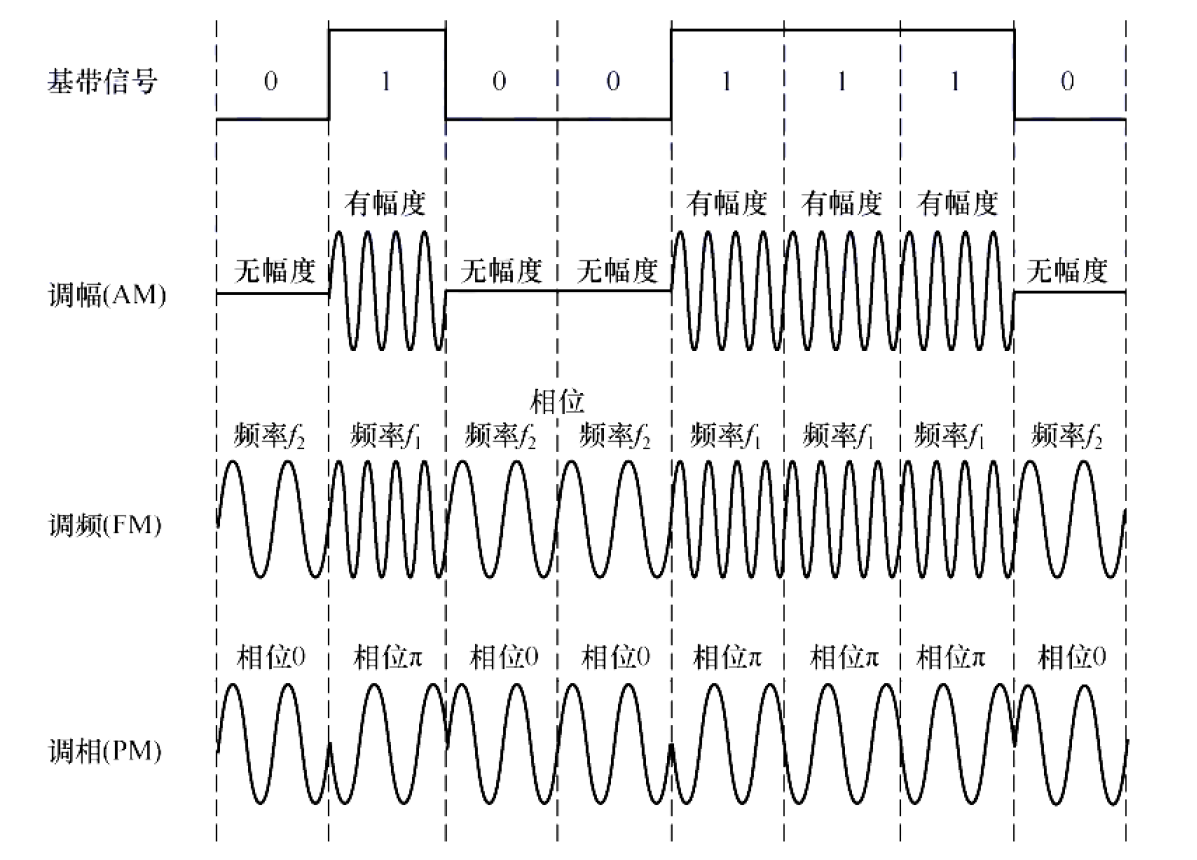 基带信号 0 1 0 0 1 1 1 0
有幅度 有幅度 有幅度 有幅度
无幅度 无幅度 无幅度 无幅度
调幅(AM)
相位
频率f₂ 频率f₁ 频率f₂ 频率f₂ 频率f₁ 频率f₁ 频率f₁ 频率f₂
调频(FM)
相位0 相位π 相位0 相位0 相位π 相位π 相位π 相位0
调相(PM)